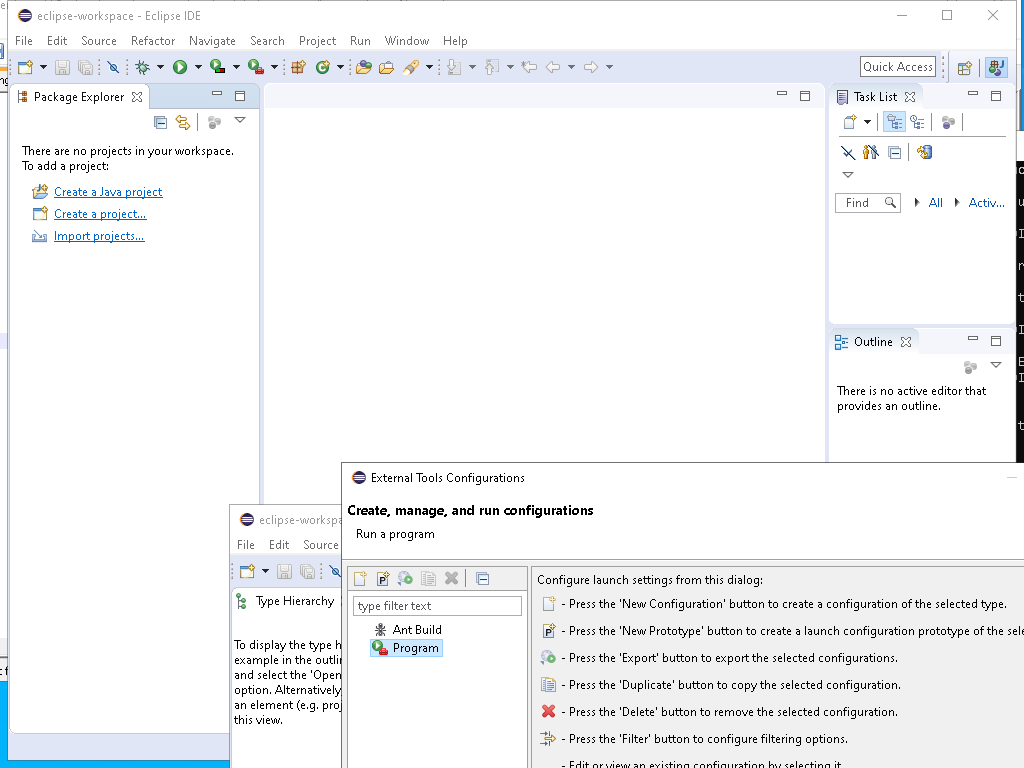 eclipse-workspace - Eclipse IDE
File Edit Source Refactor Navigate Search Project Run Window Help
Quick Access
Package Explorer
There are no projects in your workspace.
To add a project:
Create a Java project
Create a project...
Import projects...
Task List
Find All Activ...
Outline
There is no active editor that
provides an outline.
eclipse-workspa
File Edit Source
Type Hierarchy
To display the type h
example in the outli
and select the 'Open
option. Alternatively
an element (e.g. proj
this view.
External Tools Configurations
Create, manage, and run configurations
Run a program
type filter text
Ant Build
Program
Configure launch settings from this dialog:
- Press the 'New Configuration' button to create a configuration of the selected type.
- Press the 'New Prototype' button to create a launch configuration prototype of the sele
- Press the 'Export' button to export the selected configurations.
- Press the 'Duplicate' button to copy the selected configuration.
- Press the 'Delete' button to remove the selected configuration.
- Press the 'Filter' button to configure filtering options.
- Edit or view an existing configuration by selecting it.